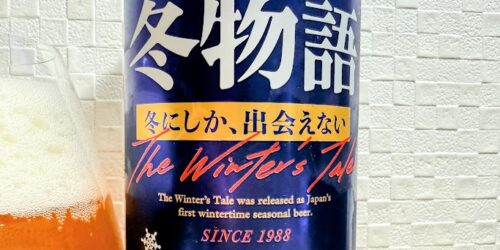 冬物語
冬にしか、出会えない
The Winter's Tale
The Winter's Tale was released as Japan's
first wintertime seasonal beer.
SINCE 1988